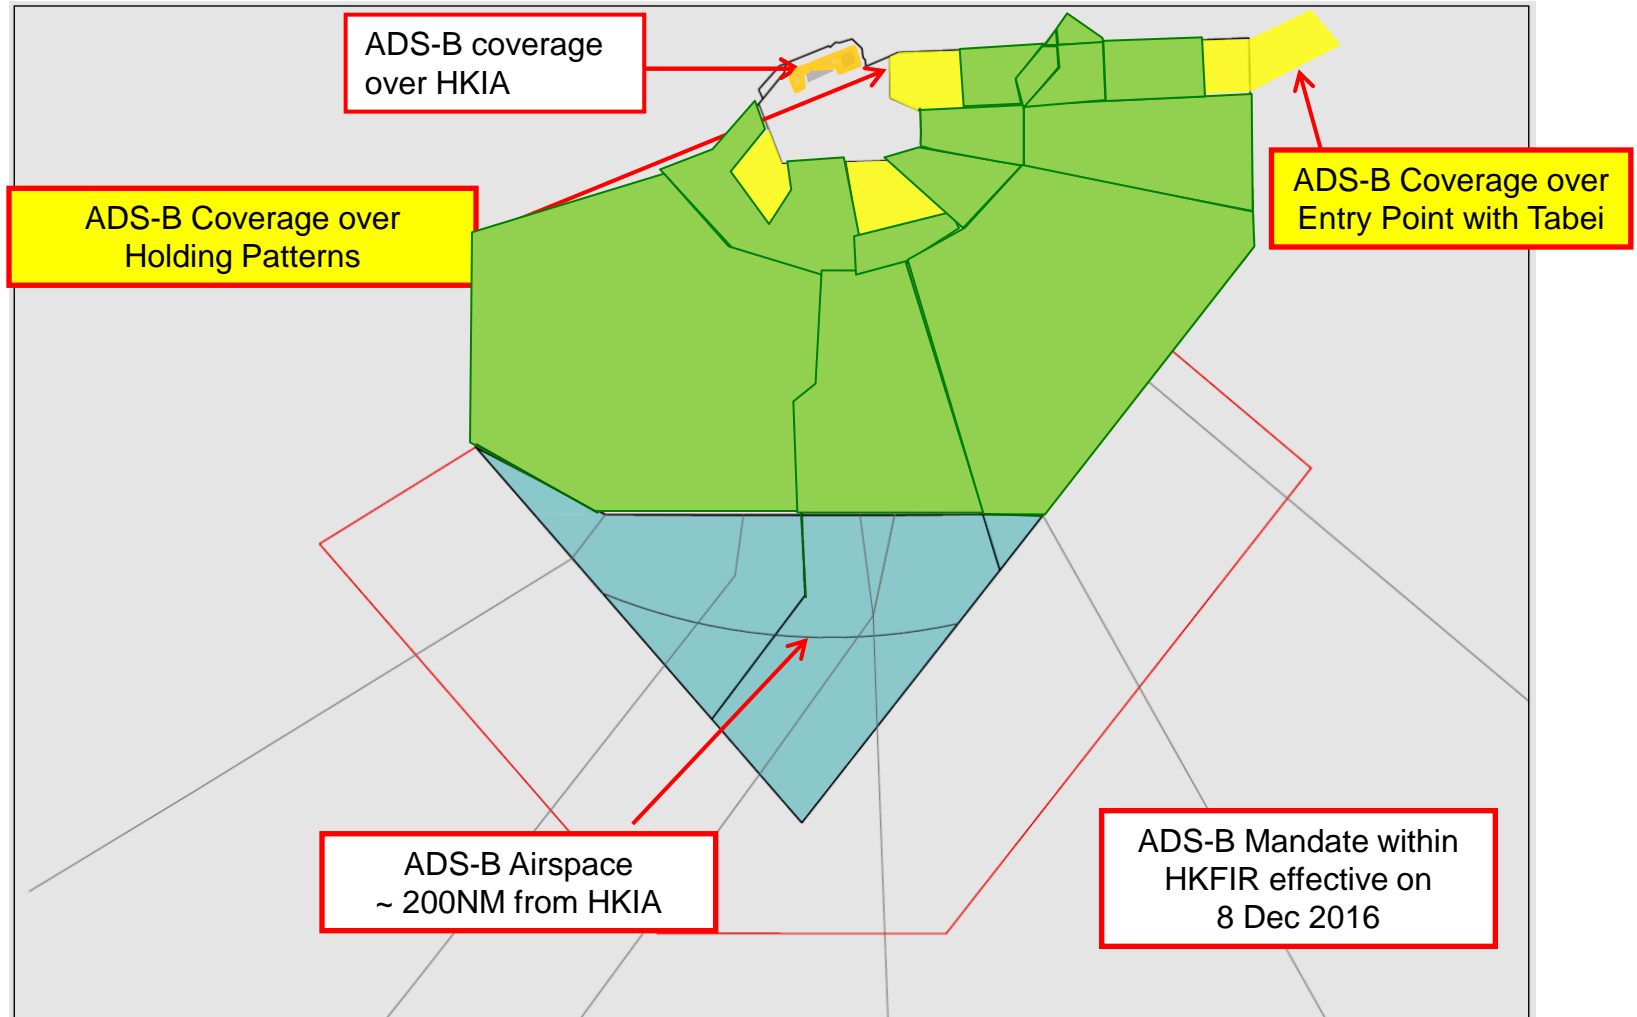 ADS-B coverage
over HKIA
ADS-B Coverage over
Holding Patterns
ADS-B Coverage over
Entry Point with Tabei
ADS-B Airspace
~ 200NM from HKIA
ADS-B Mandate within
HKFIR effective on
8 Dec 2016